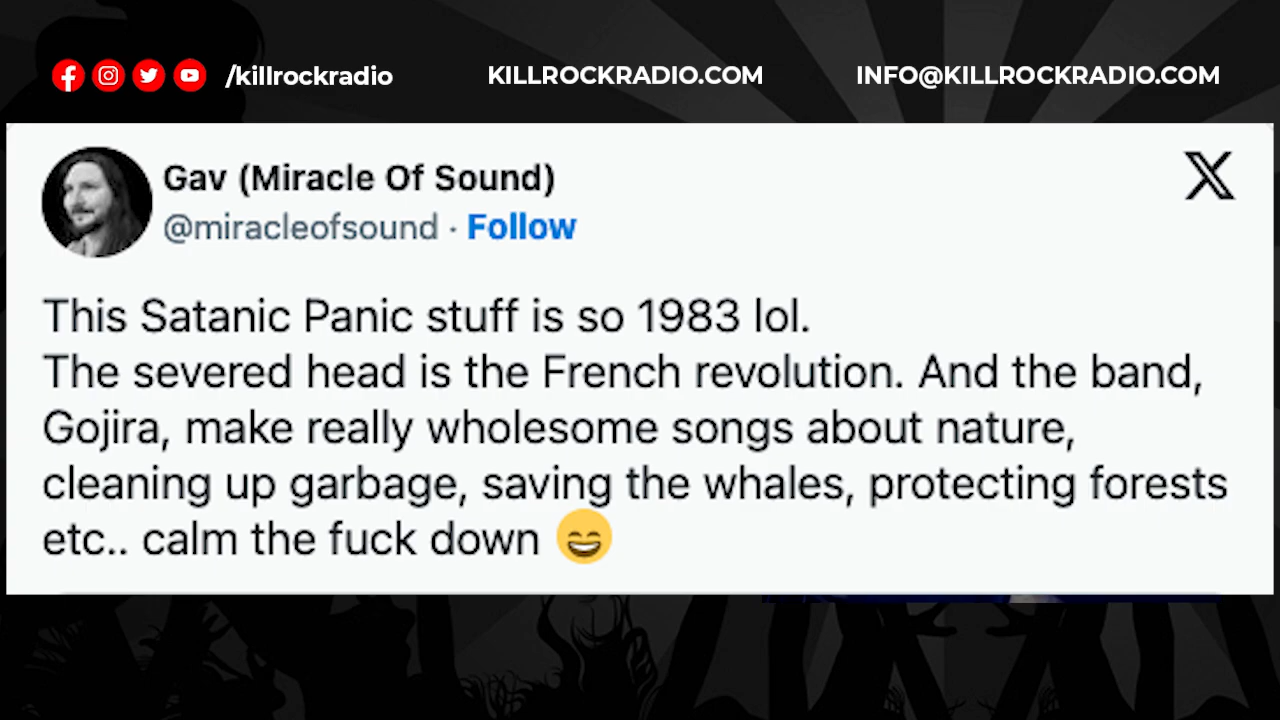 /killrockradio
KILLROCKRADIO.COM
INFO@KILLROCKRADIO.COM
Gav (Miracle Of Sound)
@miracleofsound · Follow
This Satanic Panic stuff is so 1983 lol.
The severed head is the French revolution. And the band,
Gojira, make really wholesome songs about nature,
cleaning up garbage, saving the whales, protecting forests
etc.. calm the fuck down 😄